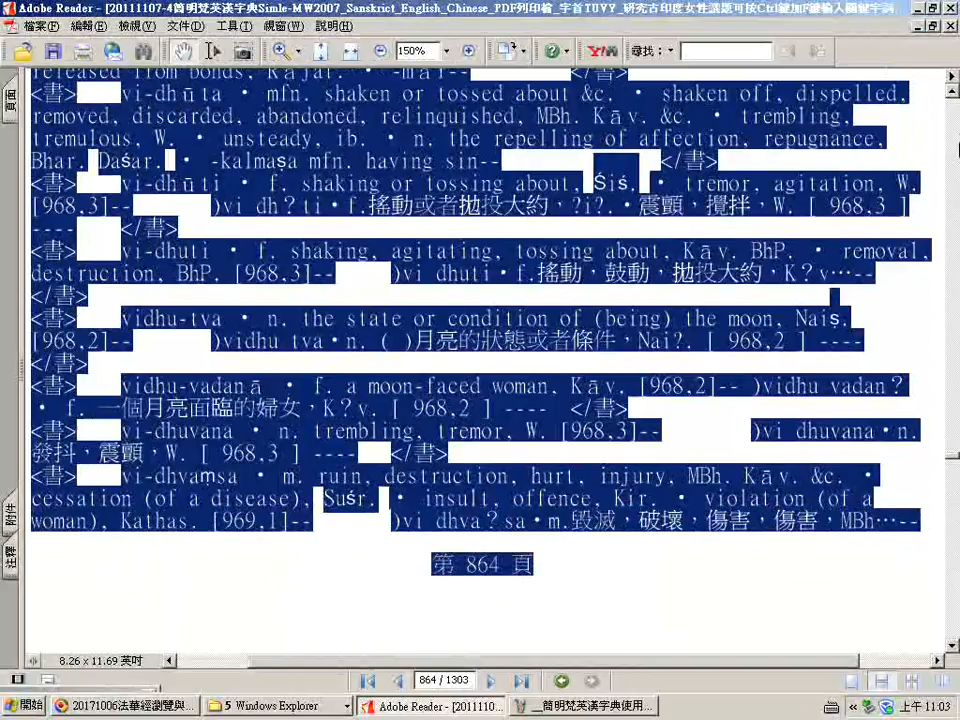 Adobe Reader - [20111107-4簡明梵英漢字典Simle-MW2007_Sanskrict_English_Chinese_PDF列印檔_字首TUVY_研究古印度女性議題可按Ctrl鍵加F鍵輸入關鍵字詞
檔案(F) 編輯(E) 檢視(V) 文件(D) 工具(T) 視窗(W) 說明(H)
150% 尋找：
頁面
released from bonds, Kājat. • -mārī-- </書>
<書> vi-dhūta • mfn. shaken or tossed about &c. • shaken off, dispelled,
removed, discarded, abandoned, relinquished, MBh. Kāv. &c. • trembling,
tremulous, W. • unsteady, ib. • n. the repelling of affection, repugnance,
Bhar. Daśar. • -kalmaṣa mfn. having sin-- </書>
<書> vi-dhūti • f. shaking or tossing about, Śiś. • tremor, agitation, W.
[968,3]-- )vi dh？ti•f.搖動或者拋投大約，?i?.•震顫，攪拌，W. [ 968,3 ]
---- </書>
<書> vi-dhuti • f. shaking, agitating, tossing about, Kāv. BhP. • removal,
destruction, BhP. [968,3]-- )vi dhuti•f.搖動，鼓動，拋投大約，K？v…--
</書>
<書> vidhu-tva • n. the state or condition of (being) the moon, Naiṣ.
[968,2]-- )vidhu tva•n. ( )月亮的狀態或者條件，Nai?. [ 968,2 ] ----
</書>
<書> vidhu-vadanā • f. a moon-faced woman, Kāv. [968,2]-- )vidhu vadan？
• f. 一個月亮面臨的婦女，K？v. [ 968,2 ] ---- </書>
<書> vi-dhuvana • n. trembling, tremor, W. [968,3]-- )vi dhuvana•n.
發抖，震顫，W. [ 968,3 ] ---- </書>
<書> vi-dhvaṃsa • m. ruin, destruction, hurt, injury, MBh. Kāv. &c. •
cessation (of a disease), Suśr. • insult, offence, Kir. • violation (of a
woman), Kathas. [969,1]-- )vi dhva？sa•m.毀滅，破壞，傷害，傷害，MBh…--
第 864 頁
附件
注釋
8.26 x 11.69 英吋
864 / 1303
開始 20171006法華經瀏覽與... 5 Windows Explorer Adobe Reader - [2011110... __簡明梵英漢字典使用... 上午 11:03